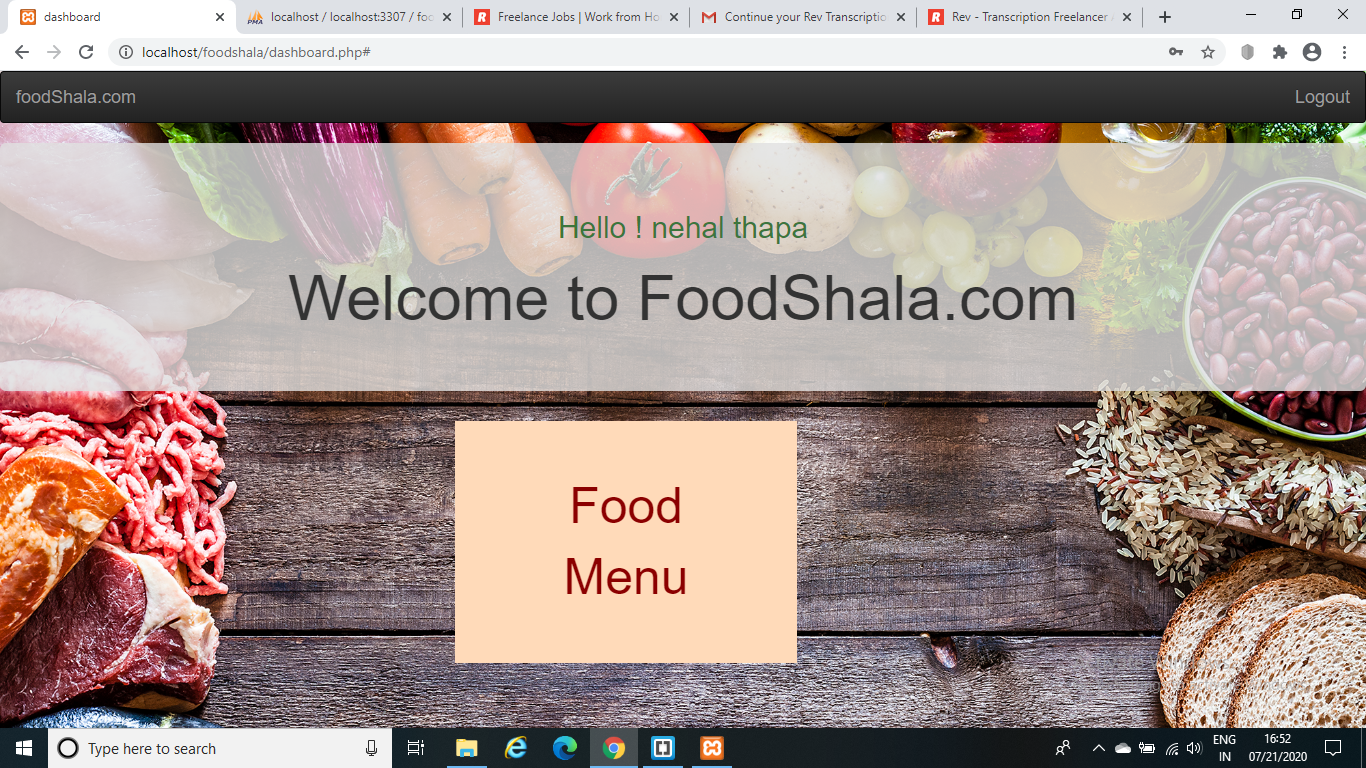 dashboard
localhost / localhost:3307 / foo
Freelance Jobs | Work from Ho
Continue your Rev Transcriptio
Rev - Transcription Freelancer A
localhost/foodshala/dashboard.php#
foodShala.com
Logout
Hello ! nehal thapa
Welcome to FoodShala.com
Food
Menu
Type here to search
ENG
IN
16:52
07/21/2020